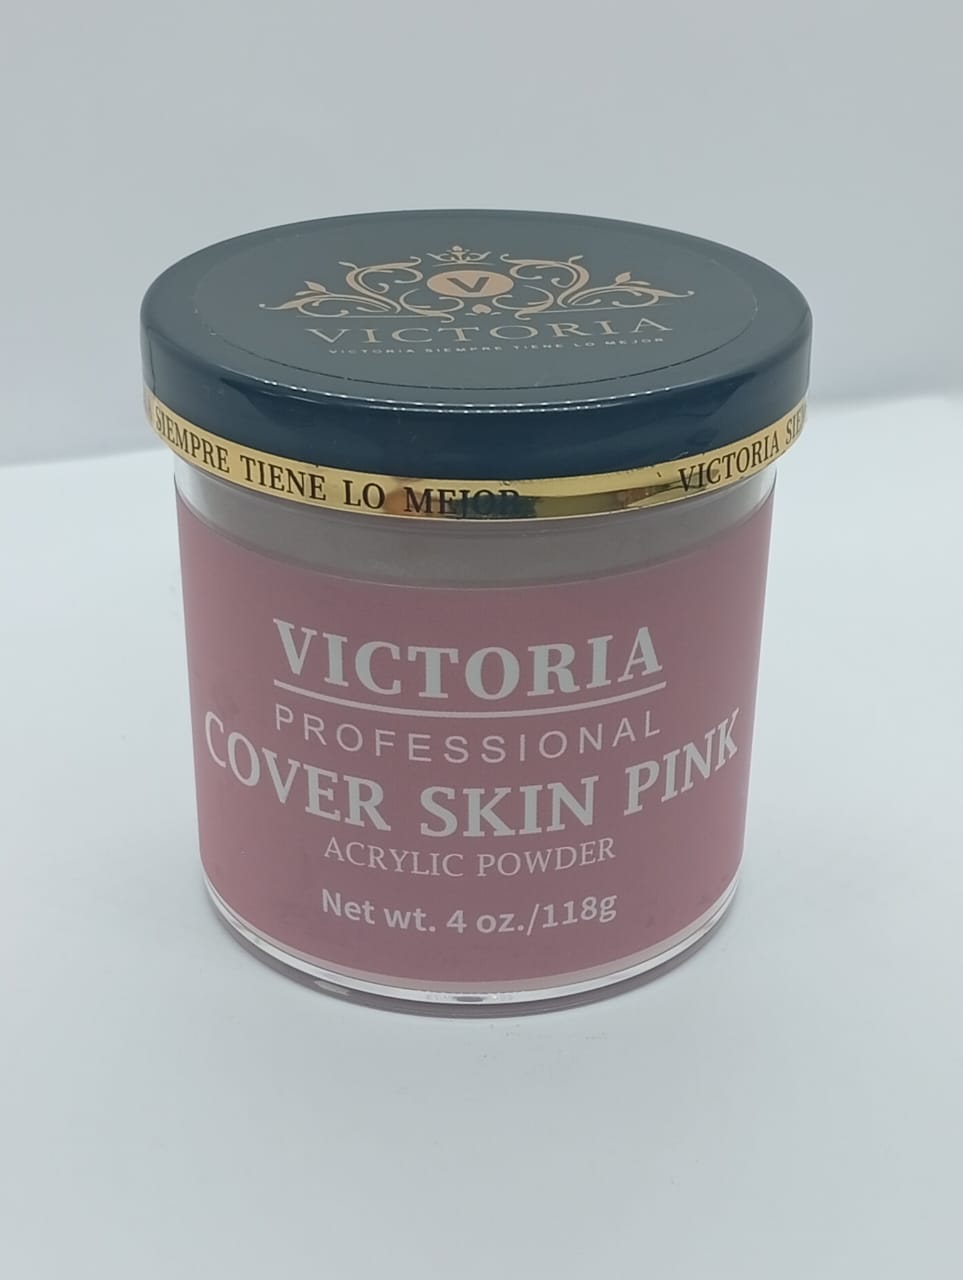 V
VICTORIA
VICTORIA SIEMPRE TIENE LO MEJOR
SIEMPRE TIENE LO MEJOR VICTORIA
VICTORIA
PROFESSIONAL
COVER SKIN PINK
ACRYLIC POWDER
Net wt. 4 oz./118g